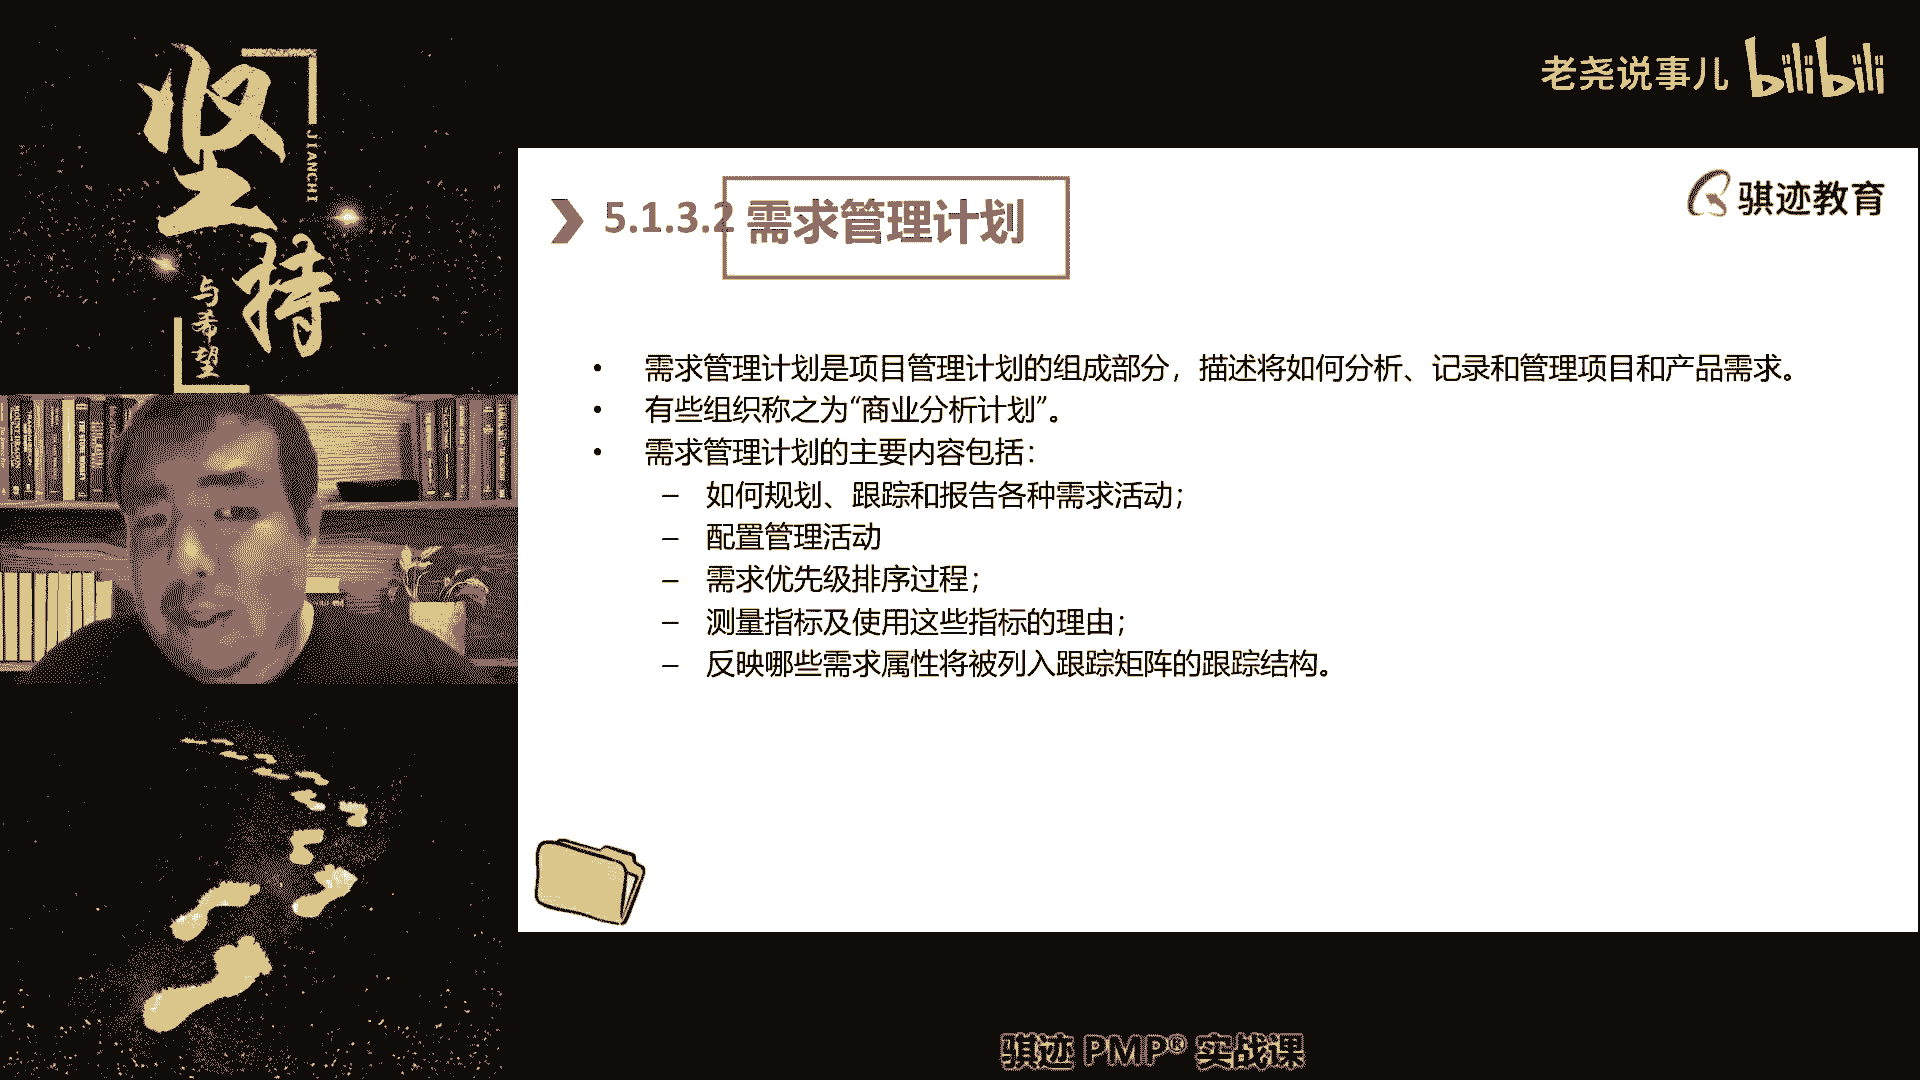 坚持
JIANCHI
与希望
老尧说事儿 bilibili
骐迹教育
5.1.3.2 需求管理计划
• 需求管理计划是项目管理计划的组成部分，描述将如何分析、记录和管理项目和产品需求。
• 有些组织称之为“商业分析计划”。
• 需求管理计划的主要内容包括：
– 如何规划、跟踪和报告各种需求活动；
– 配置管理活动
– 需求优先级排序过程；
– 测量指标及使用这些指标的理由；
– 反映哪些需求属性将被列入跟踪矩阵的跟踪结构。
骐迹 PMP® 实战课